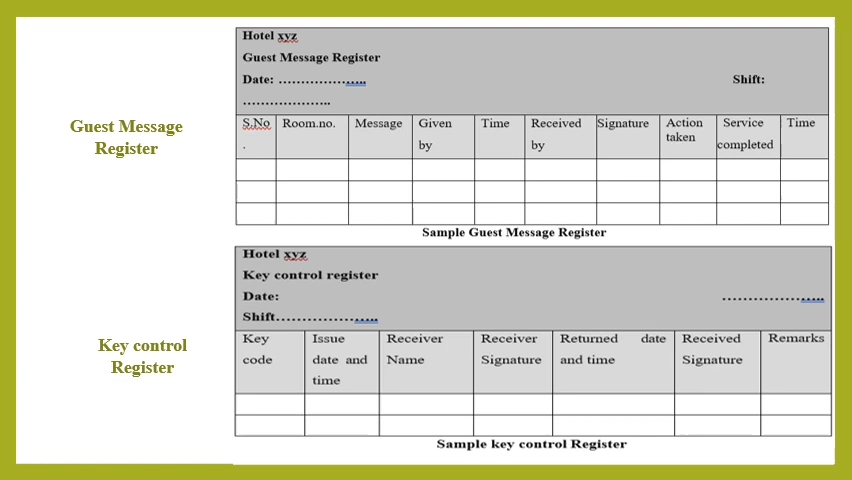 Guest Message
Register
Hotel xyz
Guest Message Register
Date: ………………….. Shift:
………………..
S.No Room.no. Message Given Time Received Signature Action Service Time
. by by taken completed
Sample Guest Message Register
Key control
Register
Hotel xyz
Key control register
Date: …………………..
Shift…………………..
Key Issue Receiver Receiver Returned date Received Remarks
code date and Name Signature and time Signature
time
Sample key control Register